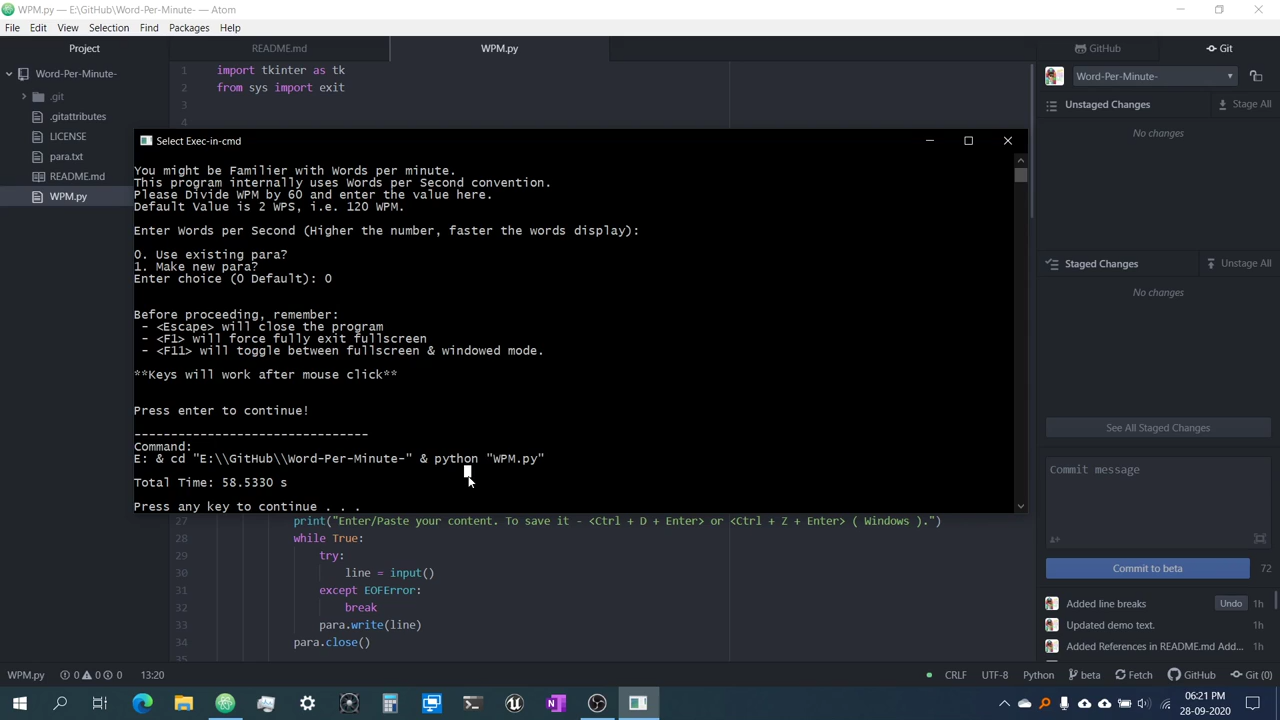 WPM.py — E:\GitHub\Word-Per-Minute- — Atom
File Edit View Selection Find Packages Help
Project
README.md
WPM.py
GitHub
Git
Word-Per-Minute-
.git
.gitattributes
LICENSE
para.txt
README.md
WPM.py
1 import tkinter as tk
2 from sys import exit
3
4
Select Exec-in-cmd
You might be Familier with Words per minute.
This program internally uses Words per Second convention.
Please Divide WPM by 60 and enter the value here.
Default Value is 2 WPS, i.e. 120 WPM.
Enter Words per Second (Higher the number, faster the words display):
0. Use existing para?
1. Make new para?
Enter choice (0 Default): 0
Before proceeding, remember:
- <Escape> will close the program
- <F1> will force fully exit fullscreen
- <F11> will toggle between fullscreen & windowed mode.
**Keys will work after mouse click**
Press enter to continue!
--------------------------------
Command:
E: & cd "E:\\GitHub\\Word-Per-Minute-" & python "WPM.py"
Total Time: 58.5330 s
Press any key to continue . . .
27 print("Enter/Paste your content. To save it - <Ctrl + D + Enter> or <Ctrl + Z + Enter> ( Windows ).")
28 while True:
29 try:
30 line = input()
31 except EOFError:
32 break
33 para.write(line)
34 para.close()
35
Word-Per-Minute-
Unstaged Changes
Stage All
No changes
Staged Changes
Unstage All
No changes
See All Staged Changes
Commit message
Commit to beta
72
Added line breaks Undo 1h
Updated demo text. 1h
Added References in README.md Add... 1h
WPM.py 0 0 0 13:20
CRLF UTF-8 Python beta Fetch GitHub Git (0)
06:21 PM
28-09-2020